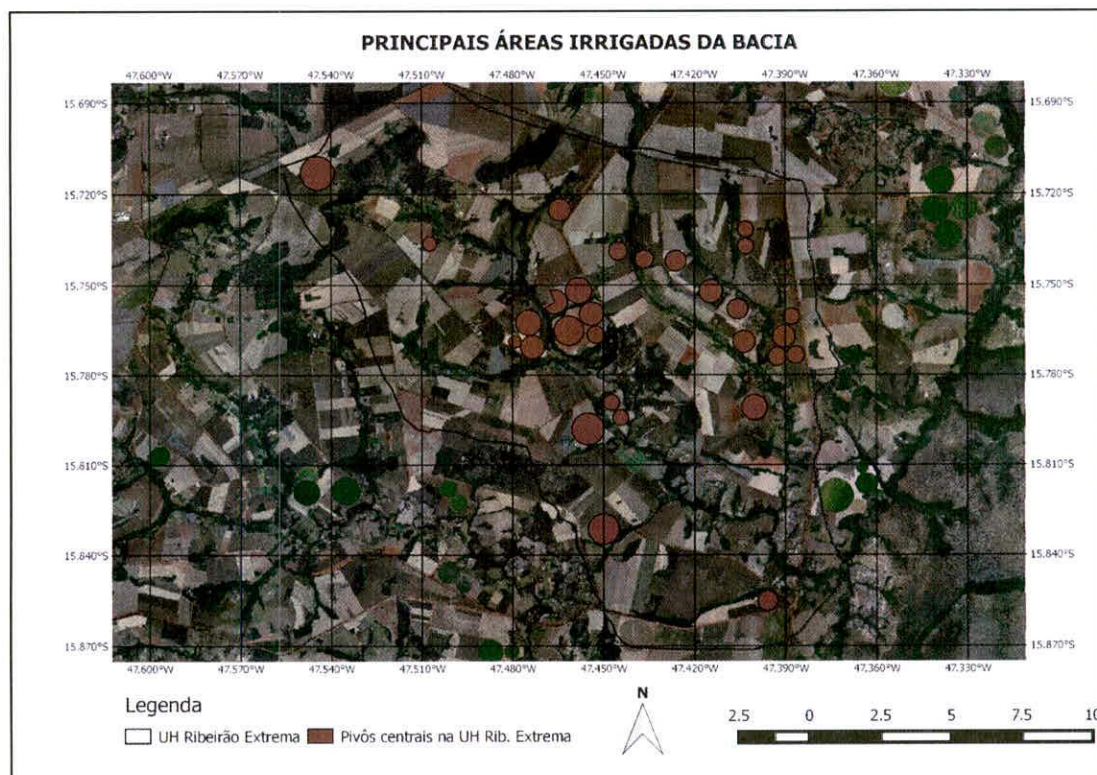 PRINCIPAIS ÁREAS IRRIGADAS DA BACIA
47.600°W 47.570°W 47.540°W 47.510°W 47.480°W 47.450°W 47.420°W 47.390°W 47.360°W 47.330°W
15.690°S 15.690°S
15.720°S 15.720°S
15.750°S 15.750°S
15.780°S 15.780°S
15.810°S 15.810°S
15.840°S 15.840°S
15.870°S 15.870°S
47.600°W 47.570°W 47.540°W 47.510°W 47.480°W 47.450°W 47.420°W 47.390°W 47.360°W 47.330°W
Legenda
UH Ribeirão Extrema Pivôs centrais na UH Rib. Extrema
N
2.5 0 2.5 5 7.5 10